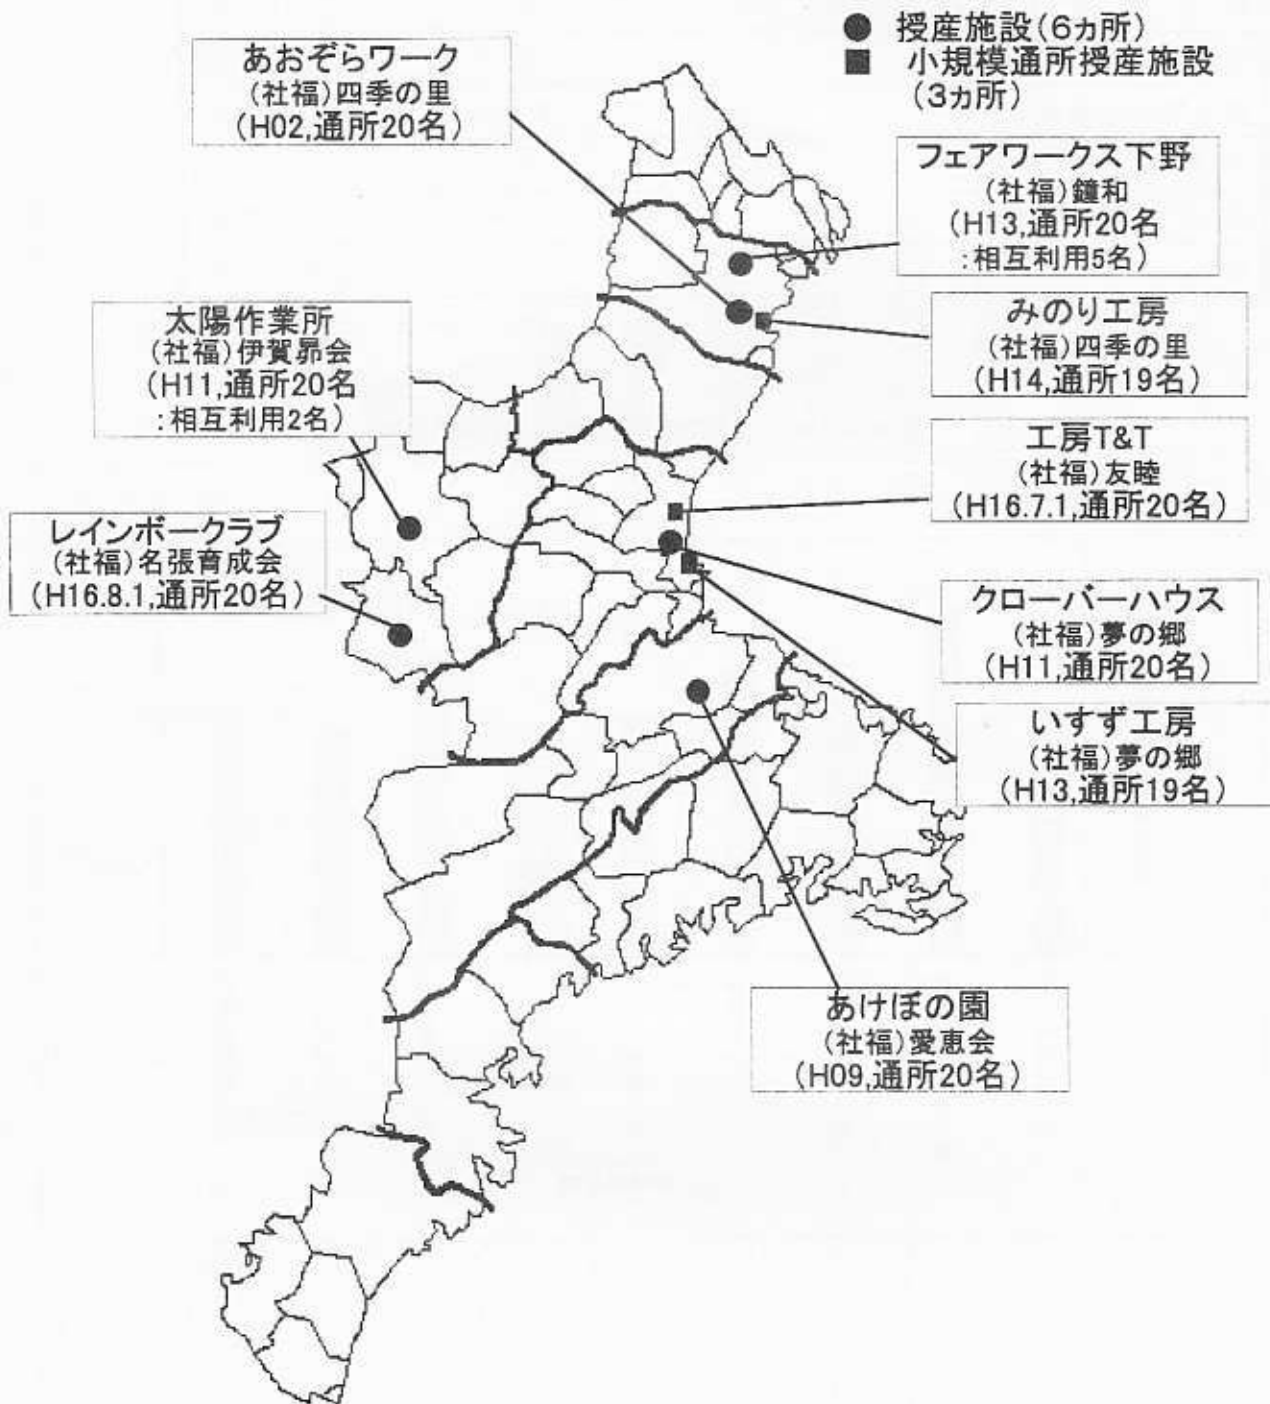 ● 授産施設(6ヵ所)
■ 小規模通所授産施設
(3ヵ所)
あおぞらワーク
(社福)四季の里
(H02,通所20名)
フェアワークス下野
(社福)鐘和
(H13,通所20名
:相互利用5名)
みのり工房
(社福)四季の里
(H14,通所19名)
太陽作業所
(社福)伊賀昴会
(H11,通所20名
:相互利用2名)
工房T&T
(社福)友睦
(H16.7.1,通所20名)
レインボークラブ
(社福)名張育成会
(H16.8.1,通所20名)
クローバーハウス
(社福)夢の郷
(H11,通所20名)
いすず工房
(社福)夢の郷
(H13,通所19名)
あけぼの園
(社福)愛恵会
(H09,通所20名)